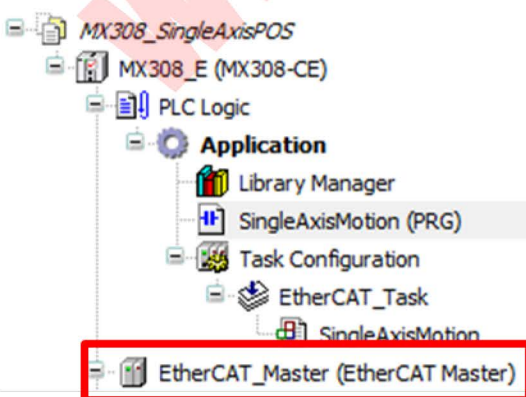 MX308_SingleAxisPOS
MX308_E (MX308-CE)
PLC Logic
Application
Library Manager
SingleAxisMotion (PRG)
Task Configuration
EtherCAT_Task
SingleAxisMotion
EtherCAT_Master (EtherCAT Master)